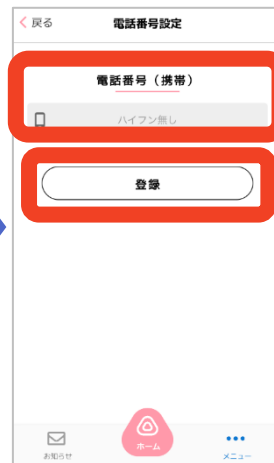 戻る 電話番号設定
電話番号（携帯）
ハイフン無し
登録
お知らせ ホーム メニュー